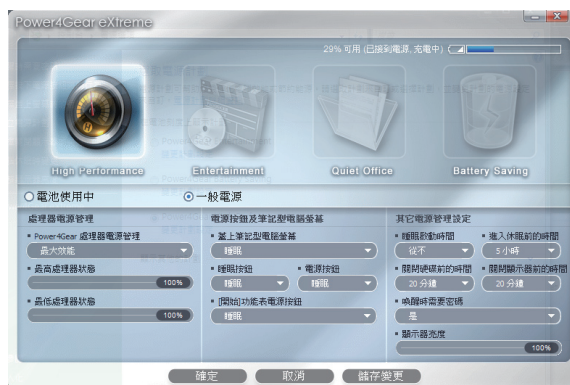 Power4Gear eXtreme
29% 可用 (已接到電源, 充電中)
High Performance
Entertainment
Quiet Office
Battery Saving
電池使用中
一般電源
處理器電源管理
Power4Gear 處理器電源管理
最大效能
最高處理器狀態
100%
最低處理器狀態
100%
電源按鈕及筆記型電腦螢幕
蓋上筆記型電腦螢幕
睡眠
睡眠按鈕
電源按鈕
睡眠
睡眠
[開始]功能表電源按鈕
睡眠
其它電源管理設定
睡眠啟動時間
進入休眠前的時間
從不
5 小時
關閉硬碟前的時間
關閉顯示器前的時間
20 分鐘
20 分鐘
喚醒時需要密碼
是
顯示器亮度
100%
確定
取消
儲存變更